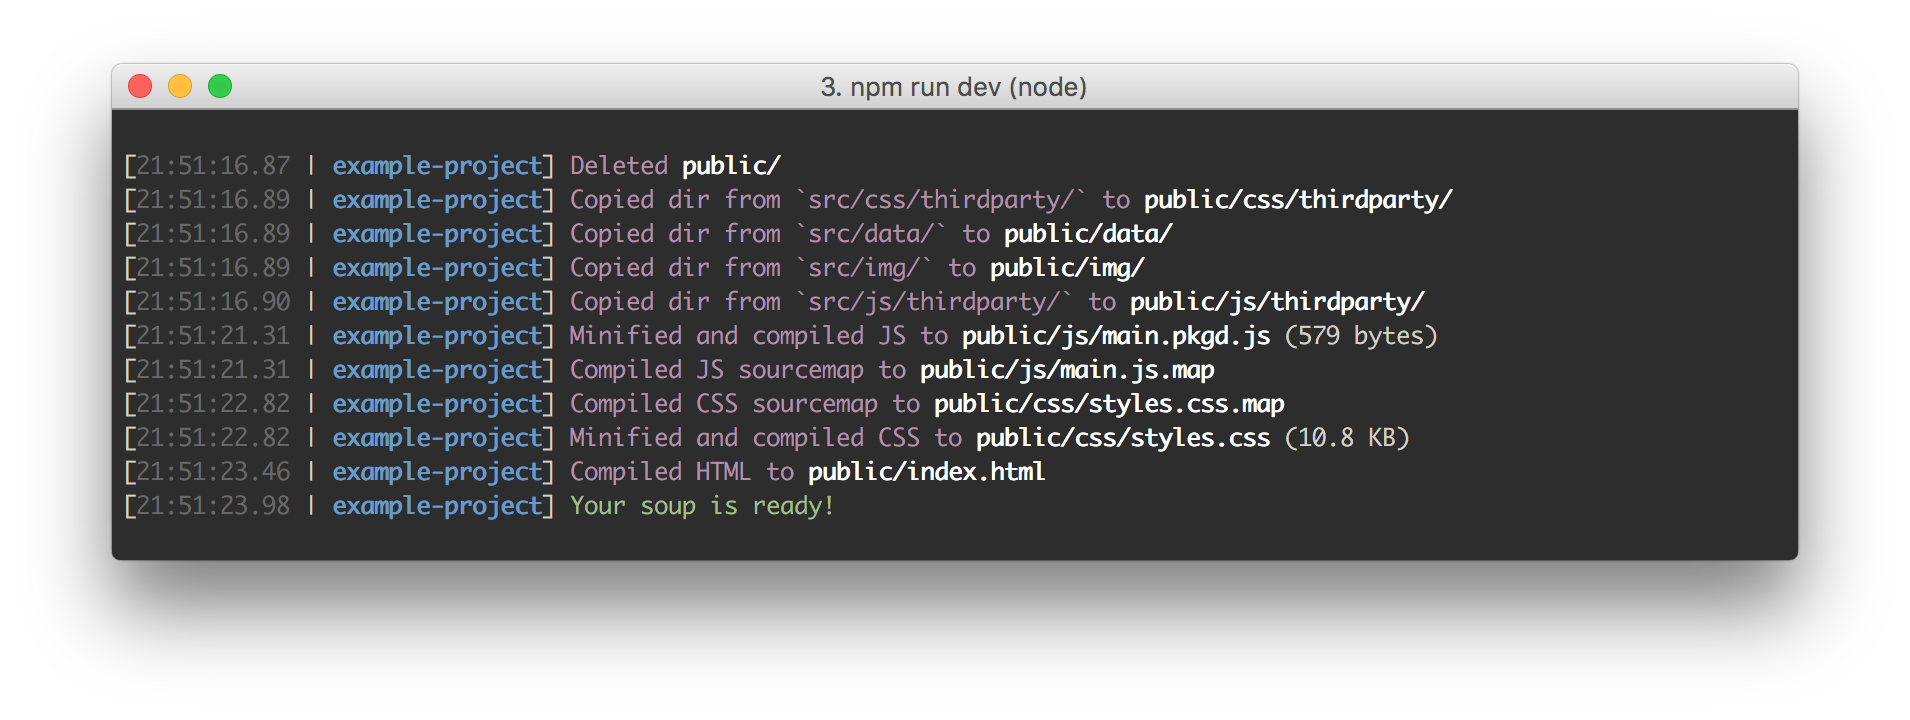 3. npm run dev (node)
[21:51:16.87 | example-project] Deleted public/
[21:51:16.89 | example-project] Copied dir from `src/css/thirdparty/` to public/css/thirdparty/
[21:51:16.89 | example-project] Copied dir from `src/data/` to public/data/
[21:51:16.89 | example-project] Copied dir from `src/img/` to public/img/
[21:51:16.90 | example-project] Copied dir from `src/js/thirdparty/` to public/js/thirdparty/
[21:51:21.31 | example-project] Minified and compiled JS to public/js/main.pkgd.js (579 bytes)
[21:51:21.31 | example-project] Compiled JS sourcemap to public/js/main.js.map
[21:51:22.82 | example-project] Compiled CSS sourcemap to public/css/styles.css.map
[21:51:22.82 | example-project] Minified and compiled CSS to public/css/styles.css (10.8 KB)
[21:51:23.46 | example-project] Compiled HTML to public/index.html
[21:51:23.98 | example-project] Your soup is ready!